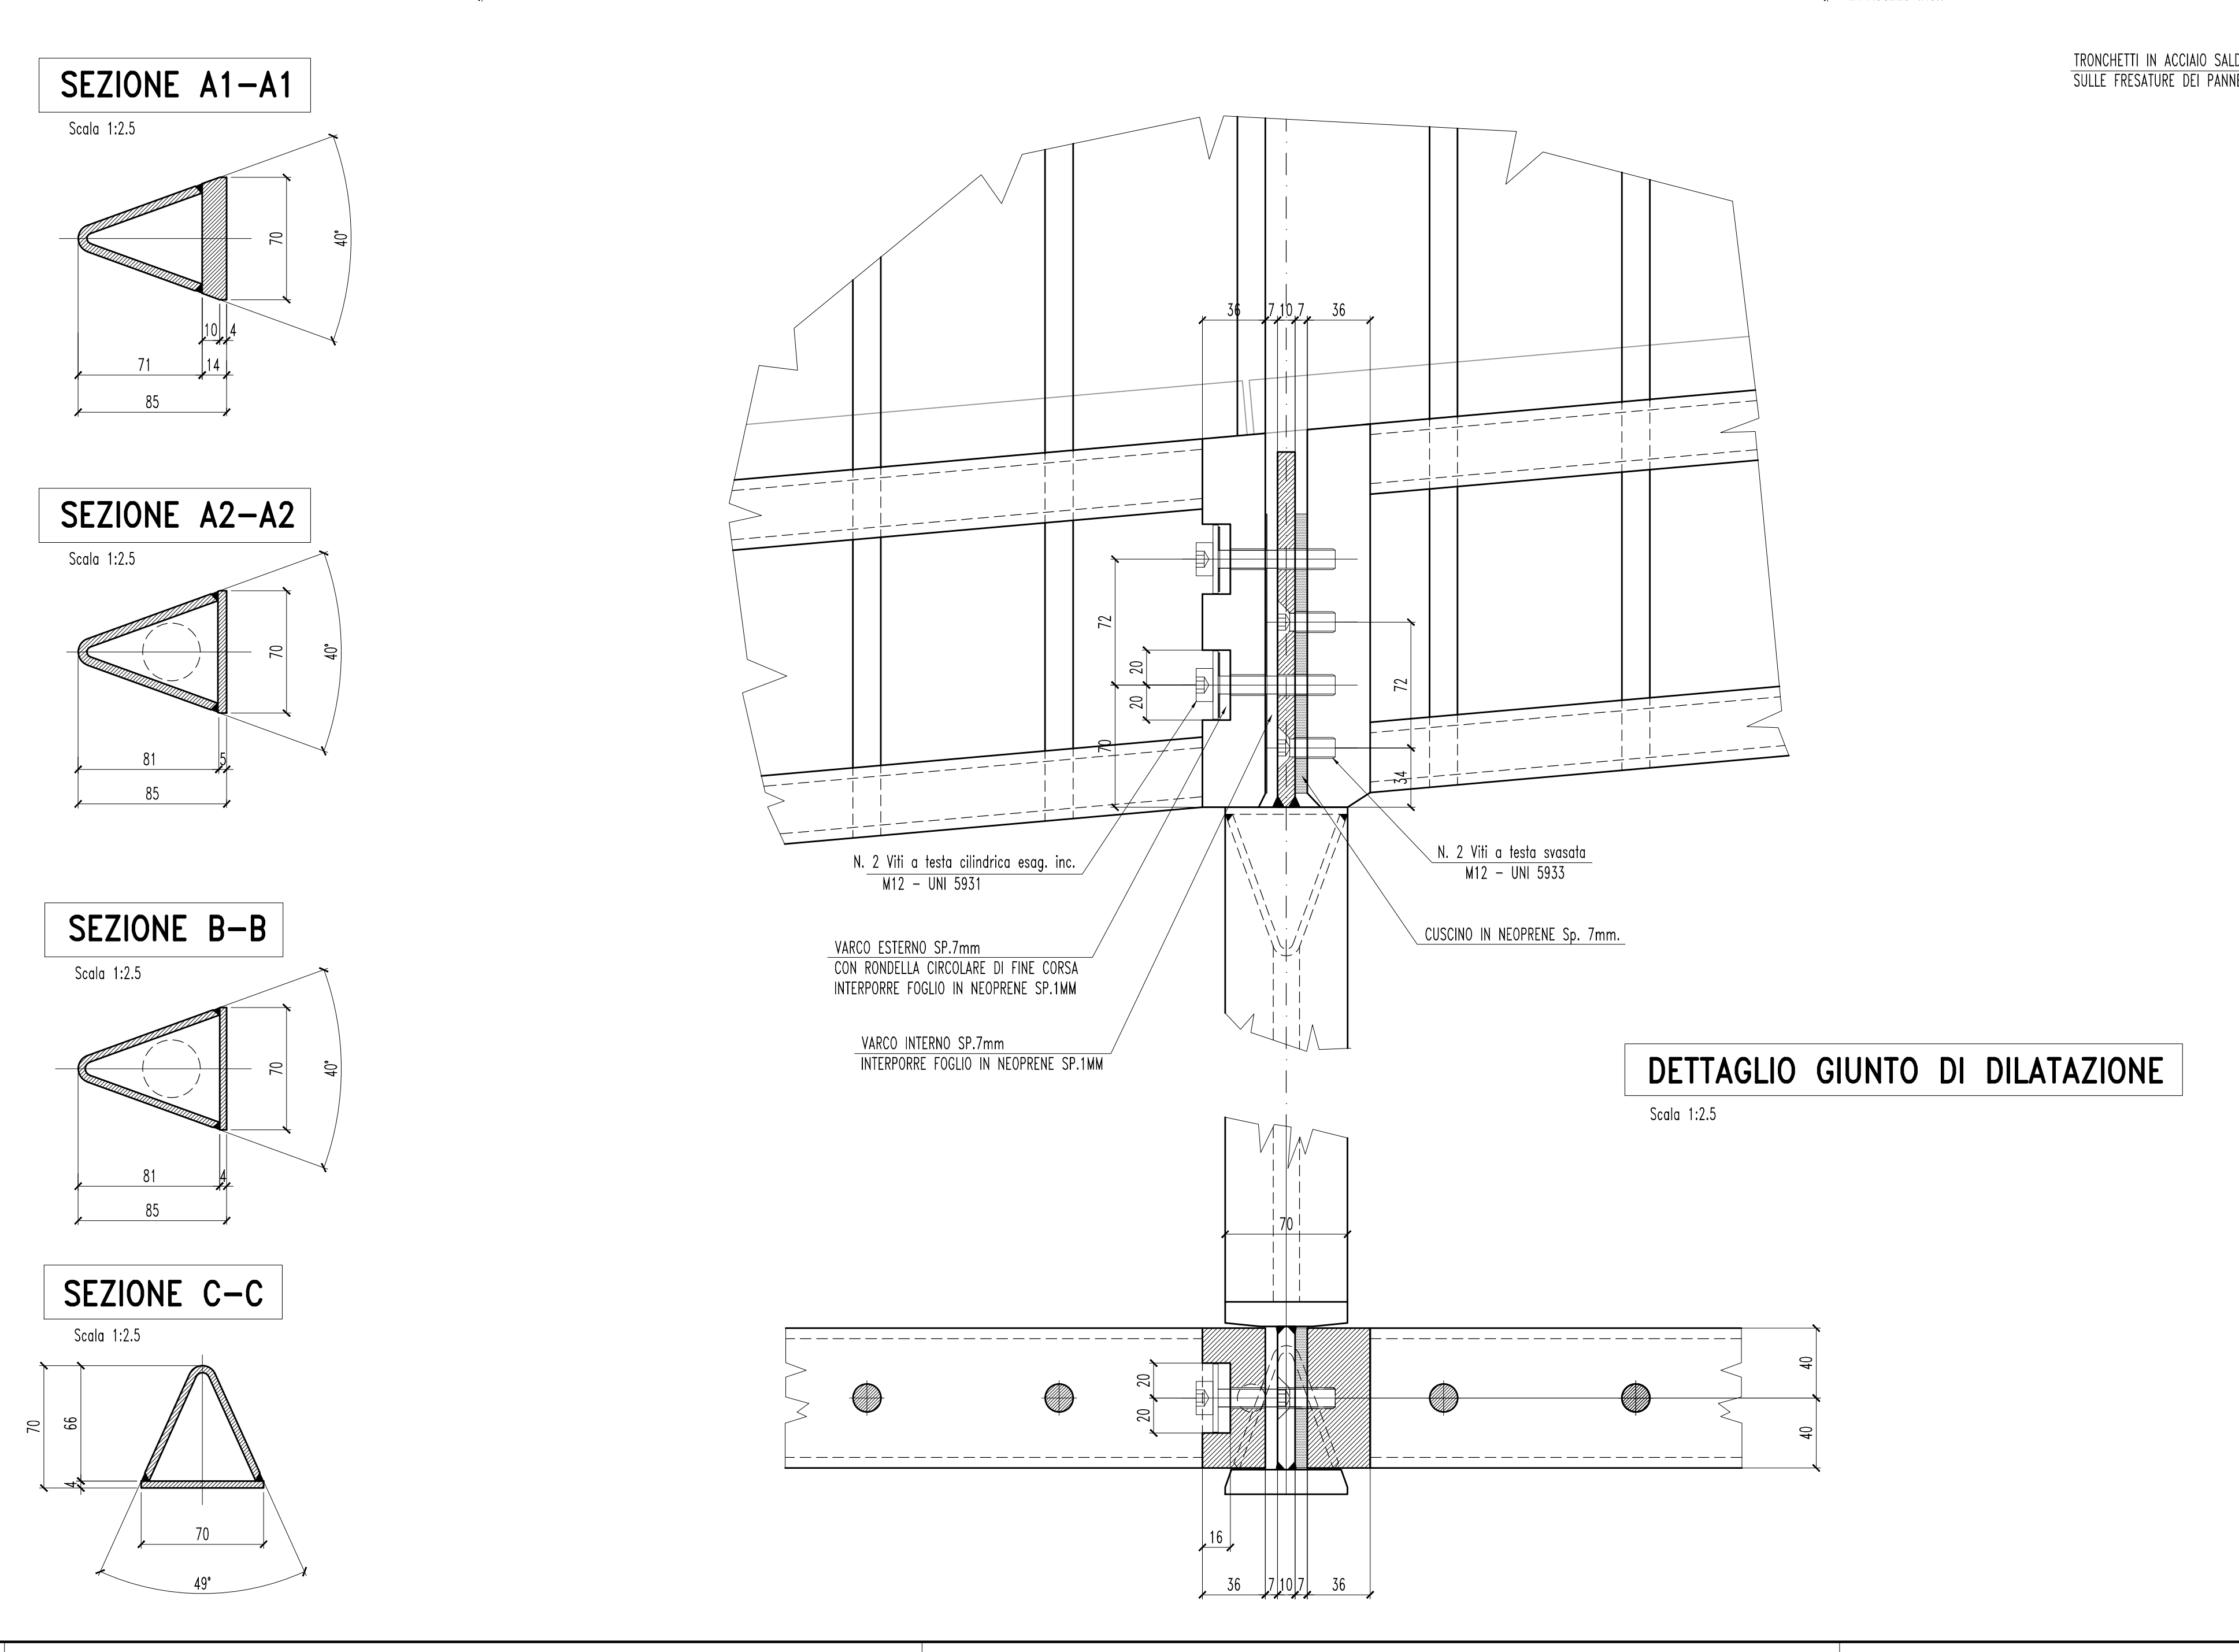 TRONCHETTI IN ACCIAIO
SULLE FRESATURE DEI
SEZIONE A1-A1
Scala 1:2.5
70
40°
10 4
71 14
85
SEZIONE A2-A2
Scala 1:2.5
70
40°
81 5
85
SEZIONE B-B
Scala 1:2.5
70
40°
81 4
85
SEZIONE C-C
Scala 1:2.5
70
66
4
70
49°
36 7 10 7 36
72
20
20
70
72
34
N. 2 Viti a testa cilindrica esag. inc.
M12 - UNI 5931
N. 2 Viti a testa svasata
M12 - UNI 5933
CUSCINO IN NEOPRENE Sp. 7mm.
VARCO ESTERNO SP.7mm
CON RONDELLA CIRCOLARE DI FINE CORSA
INTERPORRE FOGLIO IN NEOPRENE SP.1MM
VARCO INTERNO SP.7mm
INTERPORRE FOGLIO IN NEOPRENE SP.1MM
DETTAGLIO GIUNTO DI DILATAZIONE
Scala 1:2.5
70
20
20
40
40
16
36 7 10 7 36